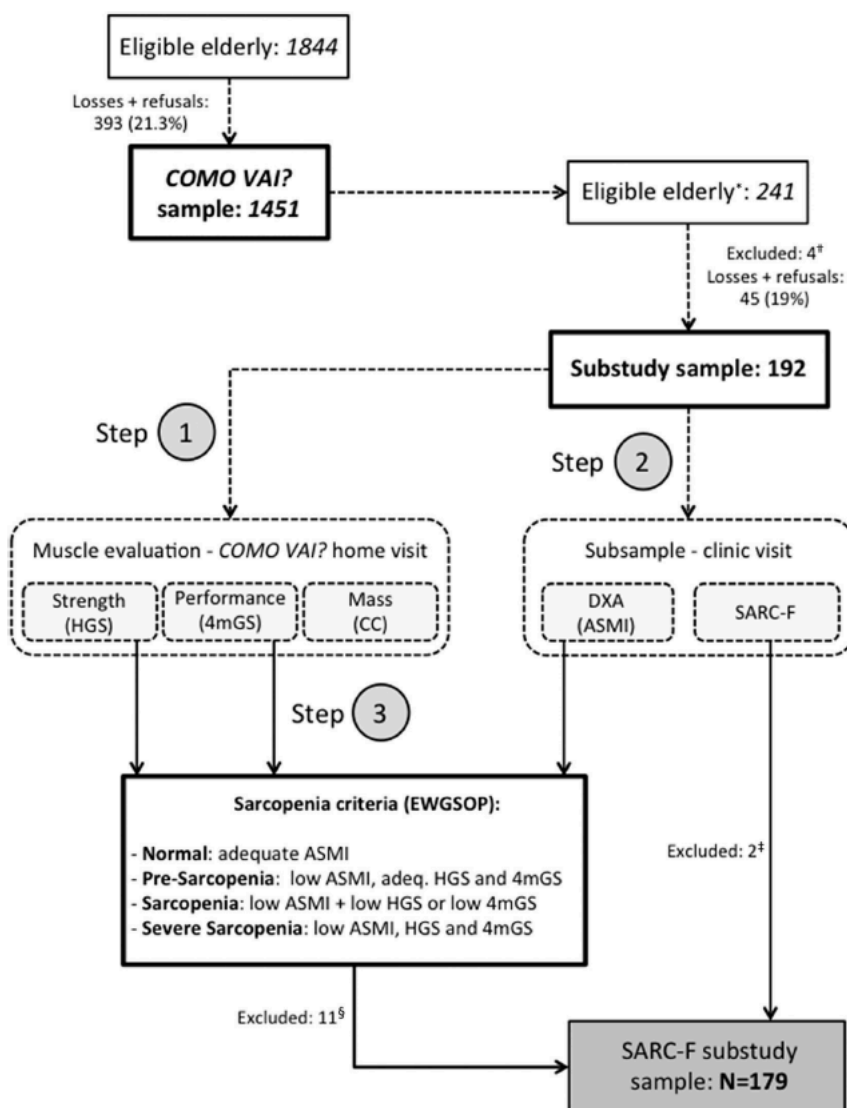 Eligible elderly: 1844
Losses + refusals:
393 (21.3%)
COMO VAI?
sample: 1451
Eligible elderly*: 241
Excluded: 4†
Losses + refusals:
45 (19%)
Substudy sample: 192
Step 1
Step 2
Muscle evaluation - COMO VAI? home visit
Strength
(HGS)
Performance
(4mGS)
Mass
(CC)
Subsample - clinic visit
DXA
(ASMI)
SARC-F
Step 3
Sarcopenia criteria (EWGSOP):
- Normal: adequate ASMI
- Pre-Sarcopenia: low ASMI, adeq. HGS and 4mGS
- Sarcopenia: low ASMI + low HGS or low 4mGS
- Severe Sarcopenia: low ASMI, HGS and 4mGS
Excluded: 2‡
Excluded: 11§
SARC-F substudy
sample: N=179